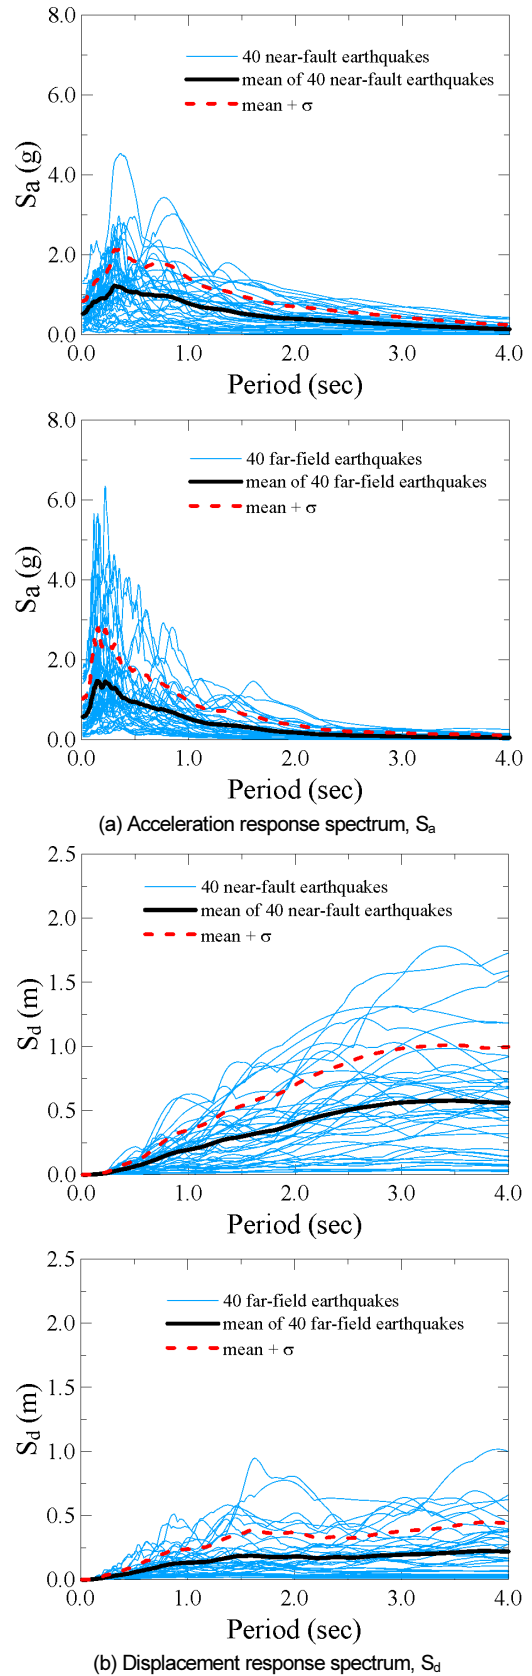 8.0
40 near-fault earthquakes
mean of 40 near-fault earthquakes
mean + σ
6.0
4.0
2.0
0.0
Sa (g)
0.0 1.0 2.0 3.0 4.0
Period (sec)
8.0
40 far-field earthquakes
mean of 40 far-field earthquakes
mean + σ
6.0
4.0
2.0
0.0
Sa (g)
0.0 1.0 2.0 3.0 4.0
Period (sec)
(a) Acceleration response spectrum, Sa
2.5
40 near-fault earthquakes
mean of 40 near-fault earthquakes
mean + σ
2.0
1.5
1.0
0.5
0.0
Sd (m)
0.0 1.0 2.0 3.0 4.0
Period (sec)
2.5
40 far-field earthquakes
mean of 40 far-field earthquakes
mean + σ
2.0
1.5
1.0
0.5
0.0
Sd (m)
0.0 1.0 2.0 3.0 4.0
Period (sec)
(b) Displacement response spectrum, Sd